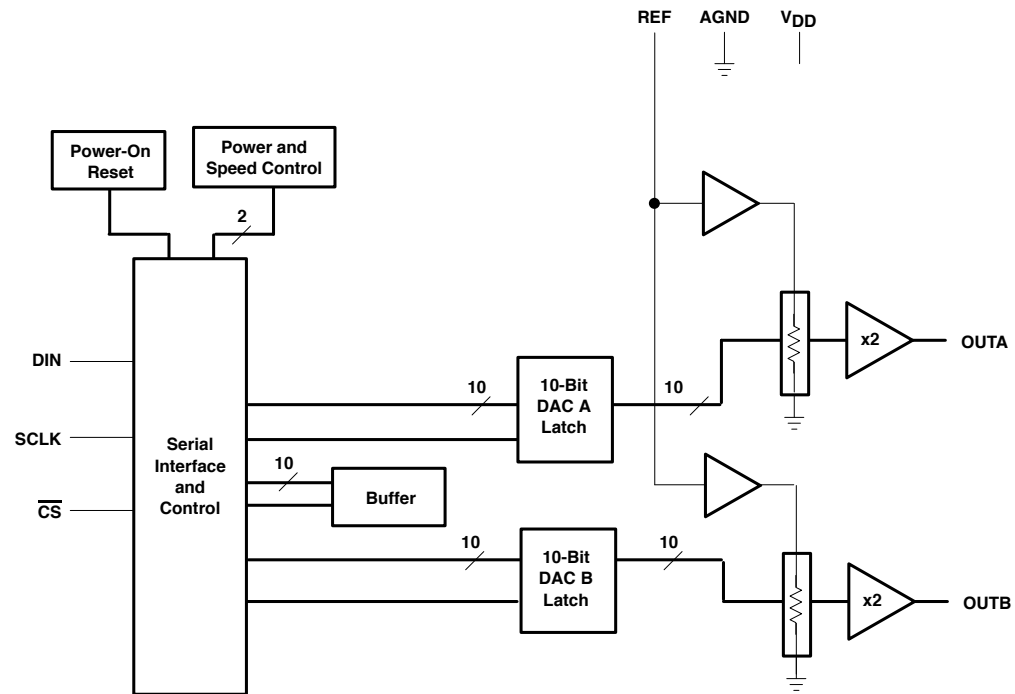 REF AGND VDD
Power-On
Reset
Power and
Speed Control
2
DIN
SCLK
CS
Serial
Interface
and
Control
10
10-Bit
DAC A
Latch
10
x2
OUTA
10
Buffer
10
10-Bit
DAC B
Latch
10
x2
OUTB